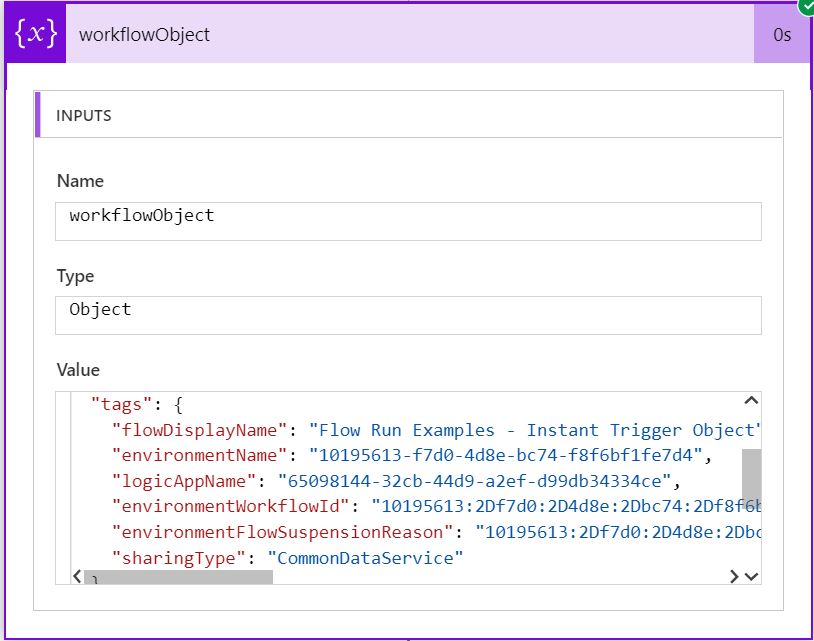 {x} workflowObject 0s
INPUTS
Name
workflowObject
Type
Object
Value
"tags": {
"flowDisplayName": "Flow Run Examples - Instant Trigger Object"
"environmentName": "10195613-f7d0-4d8e-bc74-f8f6bf1fe7d4",
"logicAppName": "65098144-32cb-44d9-a2ef-d99db34334ce",
"environmentWorkflowId": "10195613:2Df7d0:2D4d8e:2Dbc74:2Df8f6b
"environmentFlowSuspensionReason": "10195613:2Df7d0:2D4d8e:2Dbc
"sharingType": "CommonDataService"
}